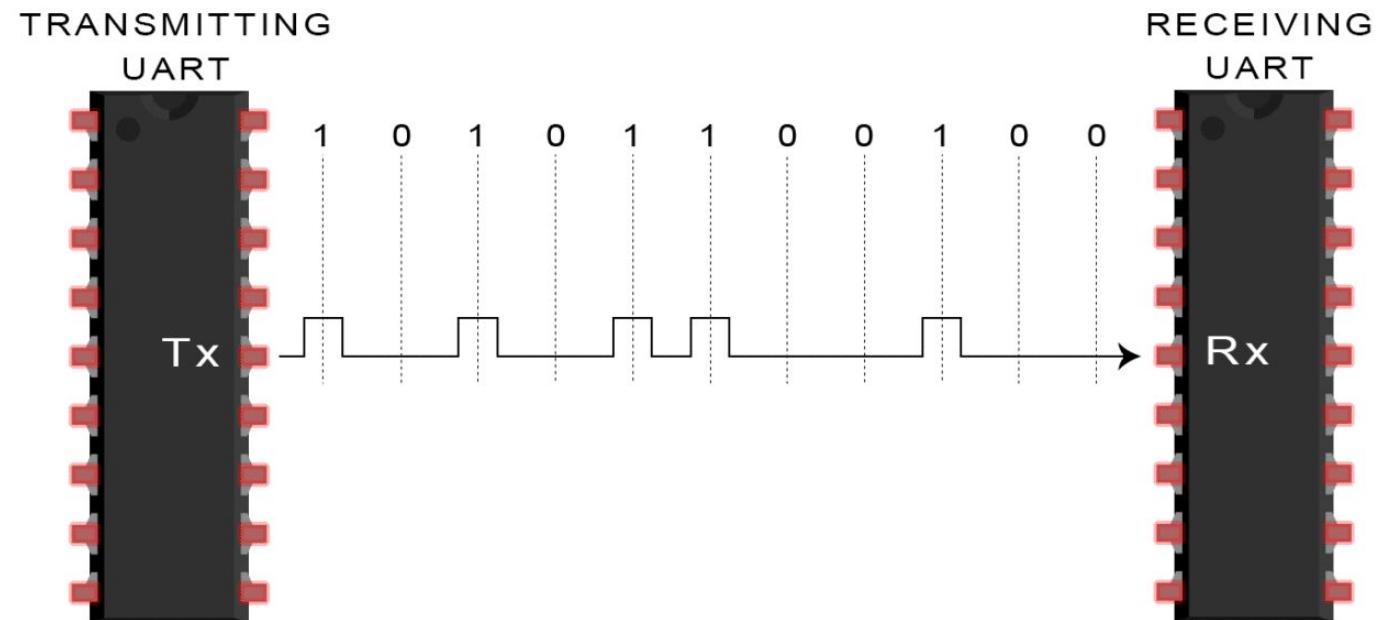 TRANSMITTING
UART
RECEIVING
UART
1 0 1 0 1 1 0 0 1 0 0
Tx
Rx